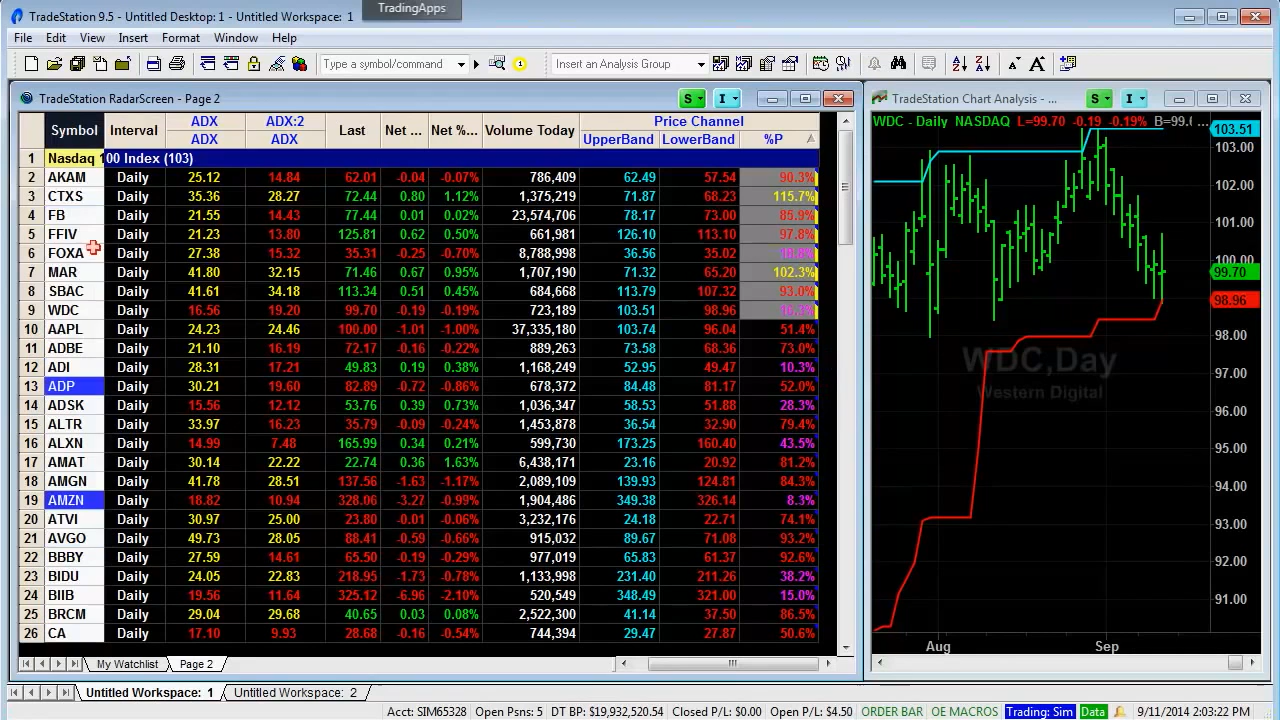 TradeStation 9.5 - Untitled Desktop: 1 - Untitled Workspace: 1
TradingApps
File Edit View Insert Format Window Help
Type a symbol/command
Insert an Analysis Group
TradeStation RadarScreen - Page 2
S I
Symbol Interval ADX ADX:2 Last Net ... Net %... Volume Today Price Channel
ADX ADX UpperBand LowerBand %P
1 Nasdaq 100 Index (103)
2 AKAM Daily 25.12 14.84 62.01 -0.04 -0.07% 786,409 62.49 57.54 90.3%
3 CTXS Daily 35.36 28.27 72.44 0.80 1.12% 1,375,219 71.87 68.23 115.7%
4 FB Daily 21.55 14.43 77.44 0.01 0.02% 23,574,706 78.17 73.00 85.9%
5 FFIV Daily 21.23 13.80 125.81 0.62 0.50% 661,981 126.10 113.10 97.8%
6 FOXA Daily 27.38 15.32 35.31 -0.25 -0.70% 8,788,998 36.56 35.02
7 MAR Daily 41.80 32.15 71.46 0.67 0.95% 1,707,190 71.32 65.20 102.3%
8 SBAC Daily 41.61 34.18 113.34 0.51 0.45% 684,668 113.79 107.32 93.0%
9 WDC Daily 16.56 19.20 99.70 -0.19 -0.19% 723,189 103.51 98.96
10 AAPL Daily 24.23 24.46 100.00 -1.01 -1.00% 37,335,180 103.74 96.04 51.4%
11 ADBE Daily 21.10 16.19 72.17 -0.16 -0.22% 889,263 73.58 68.36 73.0%
12 ADI Daily 28.31 17.21 49.83 0.19 0.38% 1,168,249 52.95 49.47 10.3%
13 ADP Daily 30.21 19.60 82.89 -0.72 -0.86% 678,372 84.48 81.17 52.0%
14 ADSK Daily 15.56 12.12 53.76 0.39 0.73% 1,036,347 58.53 51.88 28.3%
15 ALTR Daily 33.97 16.23 35.79 -0.09 -0.24% 1,453,878 36.54 32.90 79.4%
16 ALXN Daily 14.99 7.48 165.99 0.34 0.21% 599,730 173.25 160.40 43.5%
17 AMAT Daily 30.14 22.22 22.74 0.36 1.63% 6,438,171 23.16 20.92 81.2%
18 AMGN Daily 41.78 28.51 137.56 -1.63 -1.17% 2,089,109 139.93 124.81 84.3%
19 AMZN Daily 18.82 10.94 328.06 -3.27 -0.99% 1,904,486 349.38 326.14 8.3%
20 ATVI Daily 30.97 25.00 23.80 -0.01 -0.06% 3,232,176 24.18 22.71 74.1%
21 AVGO Daily 49.73 28.05 88.41 -0.59 -0.66% 915,032 89.67 71.08 93.2%
22 BBBY Daily 27.59 14.61 65.50 -0.19 -0.29% 977,019 65.83 61.37 92.6%
23 BIDU Daily 24.05 22.83 218.95 -1.73 -0.78% 1,133,998 231.40 211.26 38.2%
24 BIIB Daily 19.56 11.64 325.12 -6.96 -2.10% 520,549 348.49 321.00 15.0%
25 BRCM Daily 29.04 29.68 40.65 0.03 0.08% 2,522,300 41.14 37.50 86.5%
26 CA Daily 17.10 9.93 28.68 -0.16 -0.54% 744,394 29.47 27.87 50.6%
My Watchlist Page 2
TradeStation Chart Analysis - ...
S I
WDC - Daily NASDAQ L=99.70 -0.19 -0.19% B=99.6 ...
103.51
103.00
102.00
101.00
100.00
99.70
98.96
98.00
WDC,Day
97.00
Western Digital
96.00
95.00
94.00
93.00
92.00
91.00
Aug Sep
Untitled Workspace: 1 Untitled Workspace: 2
Acct: SIM65328 Open Psns: 5 DT BP: $19,932,520.54 Closed P/L: $0.00 Open P/L: $4.50 ORDER BAR OE MACROS Trading: Sim Data 9/11/2014 2:03:22 PM